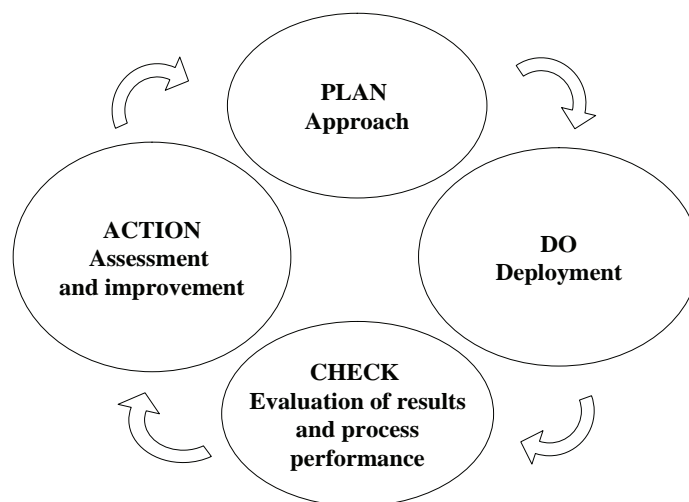 PLAN
Approach
DO
Deployment
CHECK
Evaluation of results
and process
performance
ACTION
Assessment
and improvement